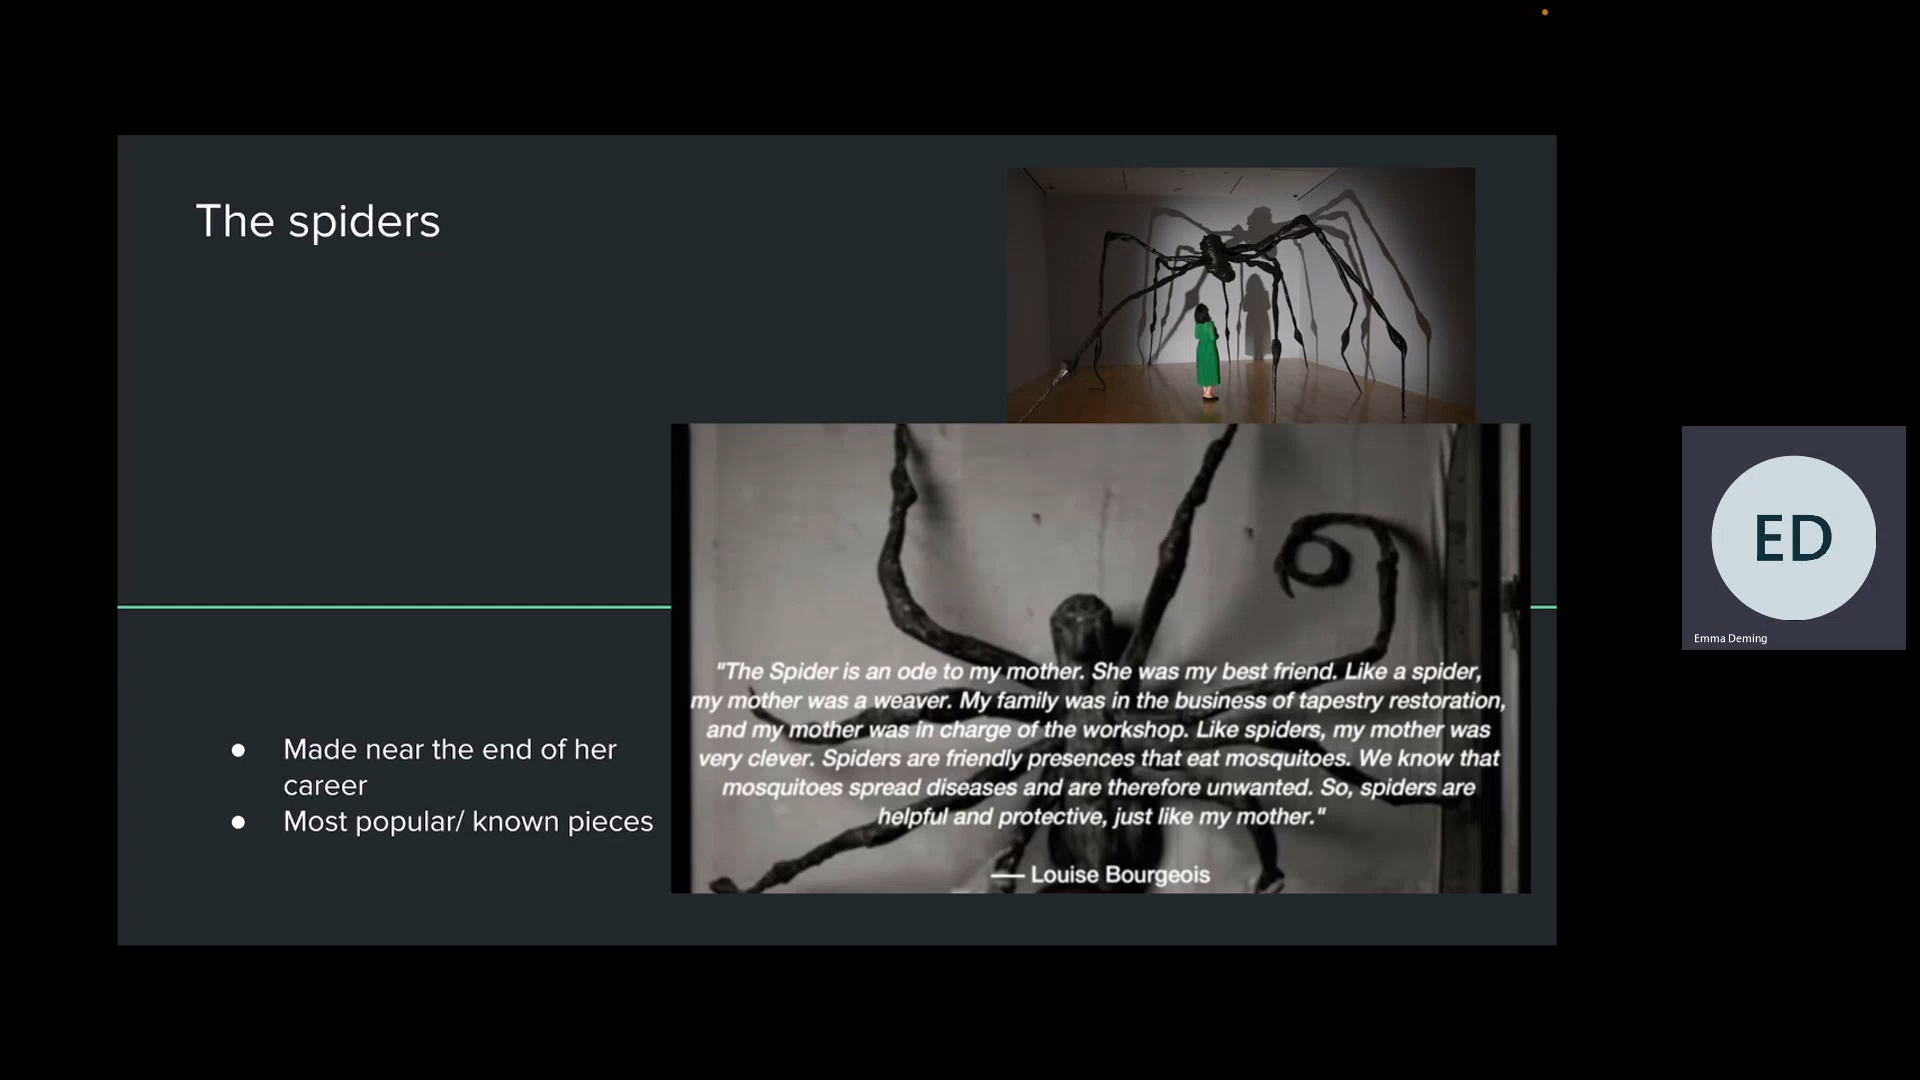 The spiders
"The Spider is an ode to my mother. She was my best friend. Like a spider,
my mother was a weaver. My family was in the business of tapestry restoration,
and my mother was in charge of the workshop. Like spiders, my mother was
very clever. Spiders are friendly presences that eat mosquitoes. We know that
mosquitoes spread diseases and are therefore unwanted. So, spiders are
helpful and protective, just like my mother."
— Louise Bourgeois
● Made near the end of her
career
● Most popular/ known pieces
ED
Emma Deming